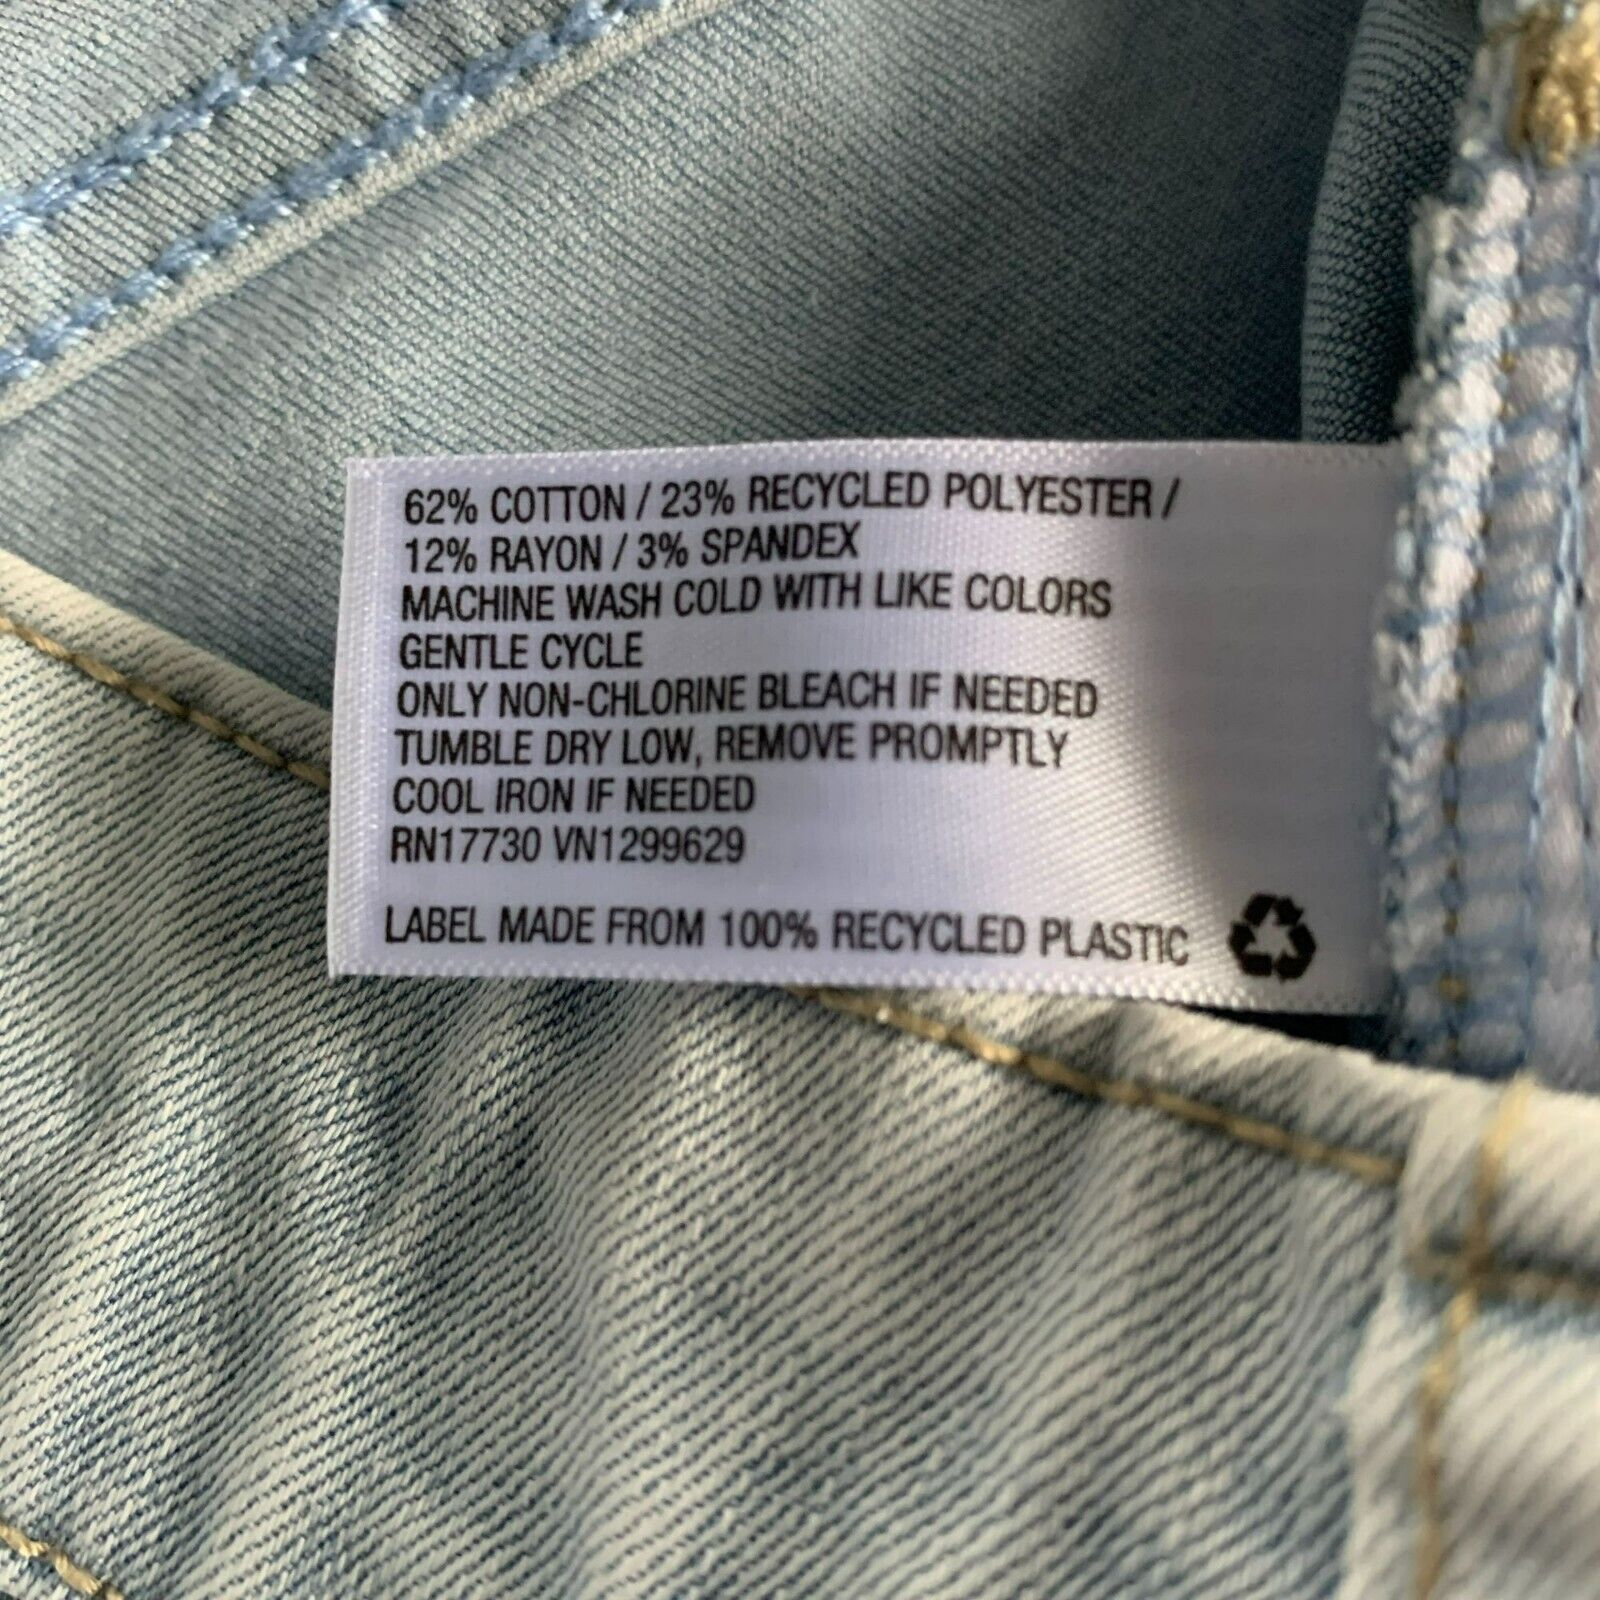 62% COTTON / 23% RECYCLED POLYESTER /
12% RAYON / 3% SPANDEX
MACHINE WASH COLD WITH LIKE COLORS
GENTLE CYCLE
ONLY NON-CHLORINE BLEACH IF NEEDED
TUMBLE DRY LOW, REMOVE PROMPTLY
COOL IRON IF NEEDED
RN17730 VN1299629
LABEL MADE FROM 100% RECYCLED PLASTIC